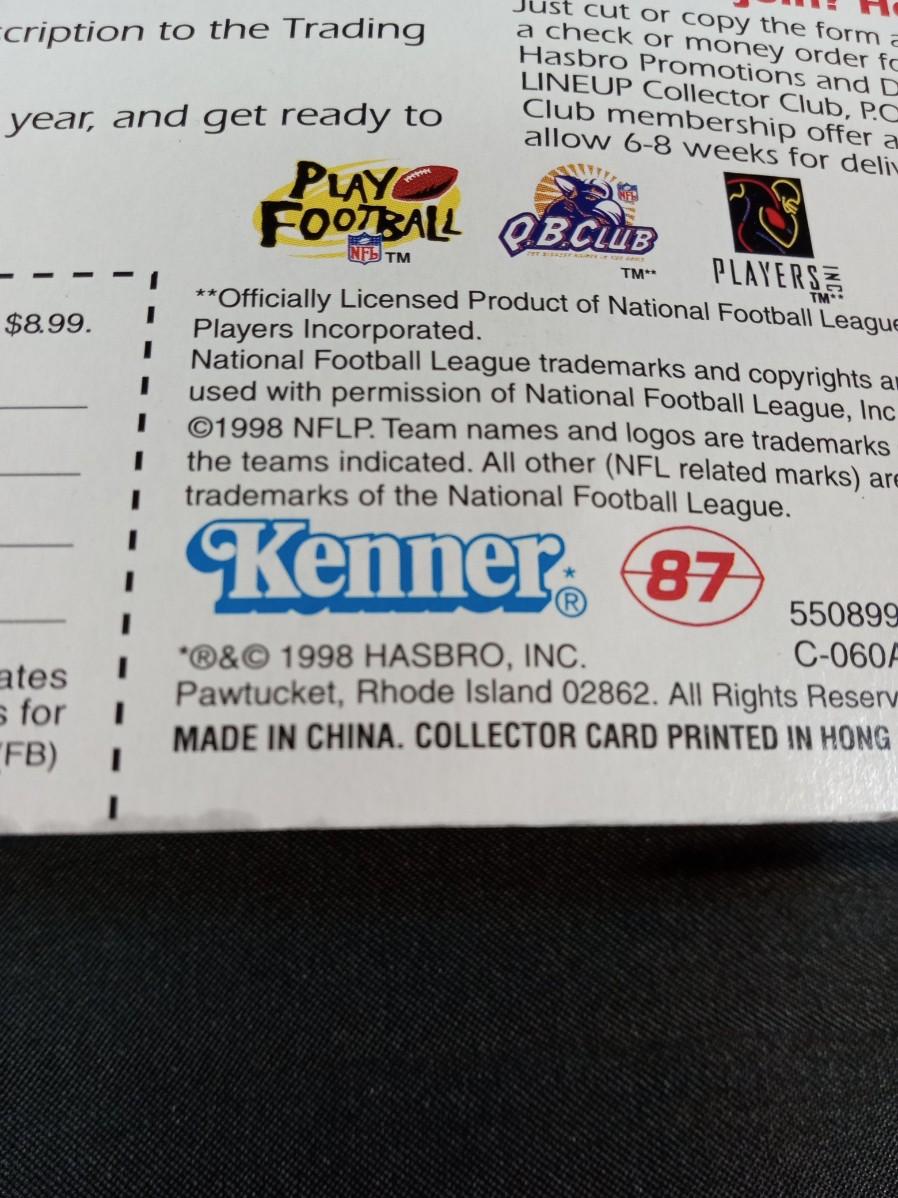 cription to the Trading
year, and get ready to
Just cut or copy the form
a check or money order
Hasbro Promotions and
LINEUP Collector Club, P.O
Club membership offer
allow 6-8 weeks for
PLAY
FOOTBALL
NFL
TM
NFL
Q.B.CLUB
TM**
PLAYERS INC
TM**
$8.99.
ates
s for
(FB)
**Officially Licensed Product of National Football League
Players Incorporated.
National Football League trademarks and copyrights
used with permission of National Football League, Inc
©1998 NFLP. Team names and logos are trademarks
the teams indicated. All other (NFL related marks) are
trademarks of the National Football League.
Kenner*®
87
550899
C-060A
*®&© 1998 HASBRO, INC.
Pawtucket, Rhode Island 02862. All Rights Reserv
MADE IN CHINA. COLLECTOR CARD PRINTED IN HONG